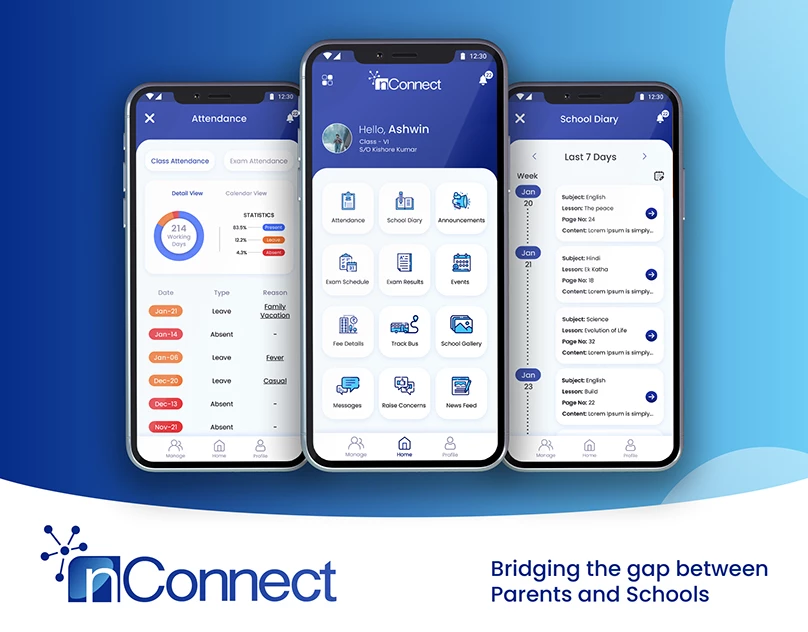 12:30
Attendance
22
Class Attendance
Exam Attendance
Detail View
Calendar View
214
Working
Days
STATISTICS
83.5%
Present
12.2%
Leave
4.3%
Absent
Date Type Reason
Jan-21 Leave Family
Vacation
Jan-14 Absent -
Jan-06 Leave Fever
Dec-20 Leave Casual
Dec-13 Absent -
Nov-21 Absent -
Manage Home Profile
12:30
nConnect
22
Hello, Ashwin
Class - VI
S/O Kishore Kumar
Attendance School Diary Announcements
Exam Schedule Exam Results Events
Fee Details Track Bus School Gallery
Messages Raise Concerns News Feed
Manage Home Profile
12:30
School Diary
22
Last 7 Days
Week
Jan
20
Subject: English
Lesson: The peace
Page No: 24
Content: Lorem Ipsum is simply...
Jan
21
Subject: Hindi
Lesson: Ek Katha
Page No: 18
Content: Lorem Ipsum is simply...
Subject: Science
Lesson: Evolution of Life
Page No: 32
Content: Lorem Ipsum is simply...
Jan
23
Subject: English
Lesson: Build
Page No: 22
Content: Lorem Ipsum is simply...
Manage Home Profile
nConnect
Bridging the gap between
Parents and Schools